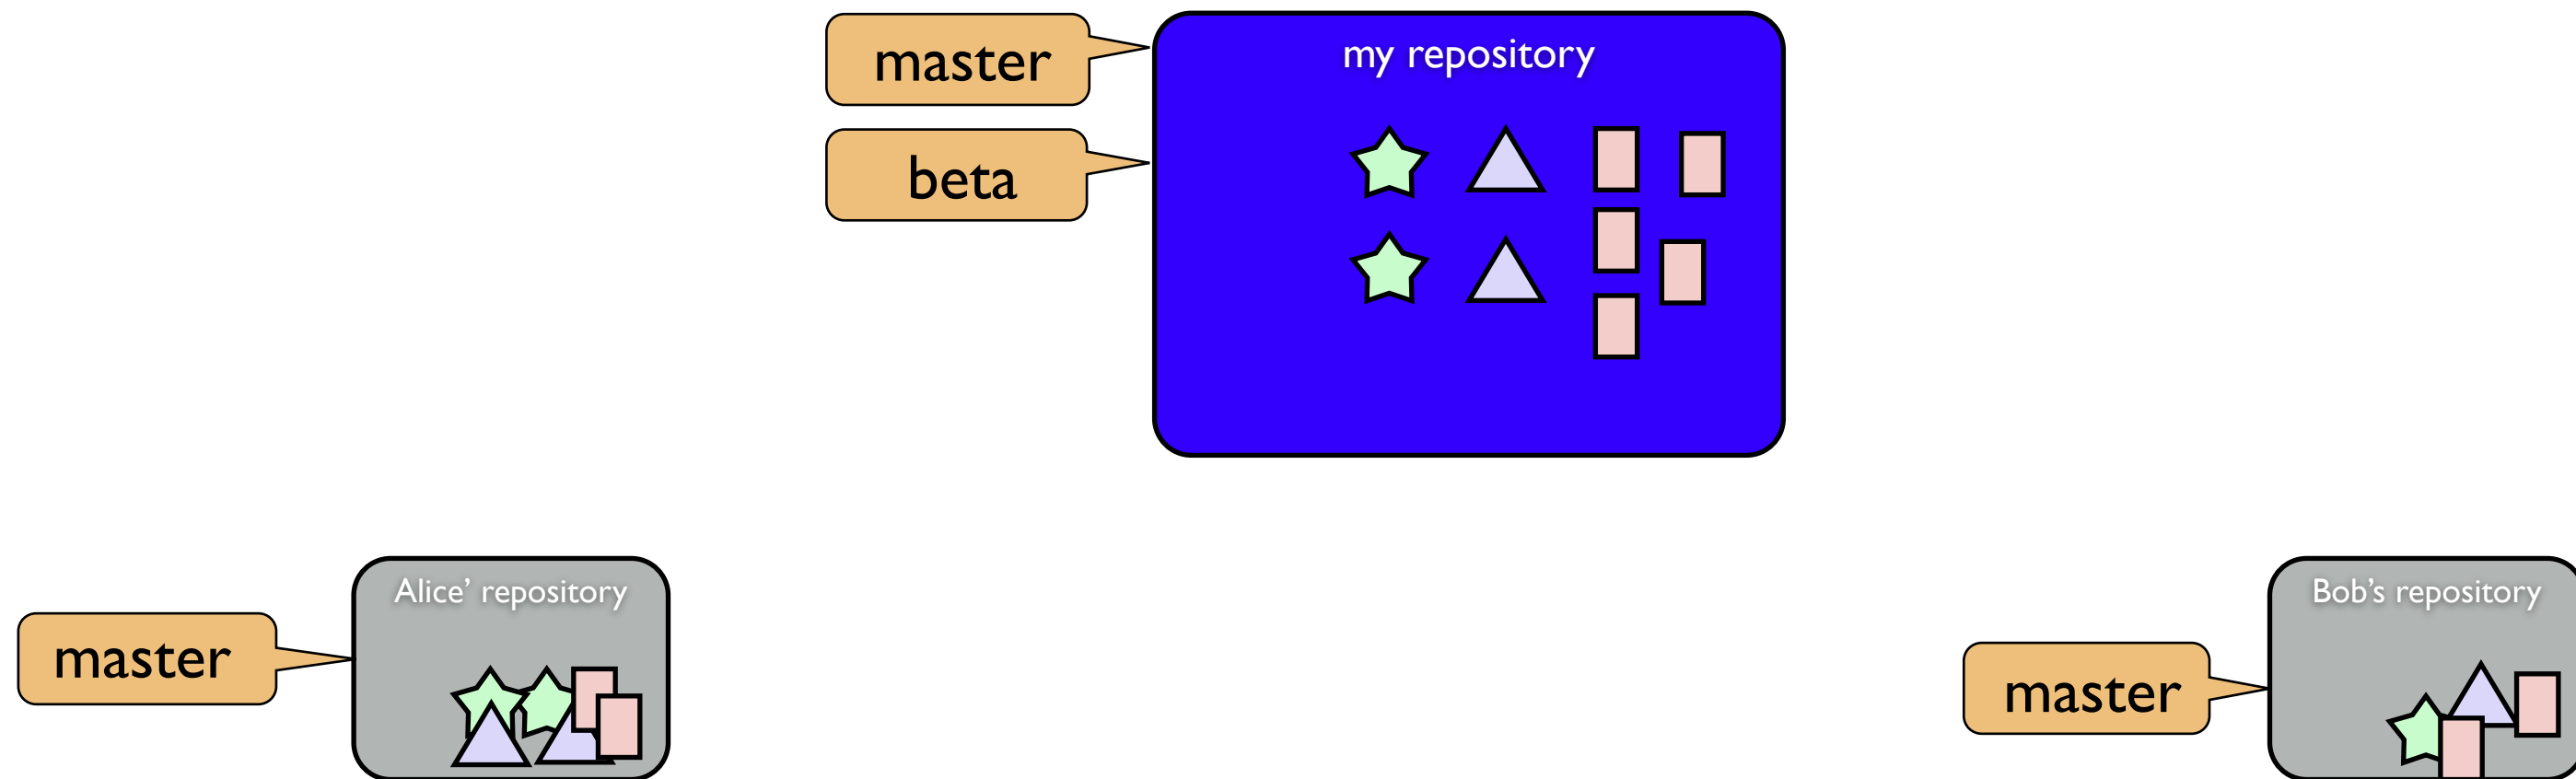 master
my repository
beta
Alice’ repository
Bob’s repository
master
master